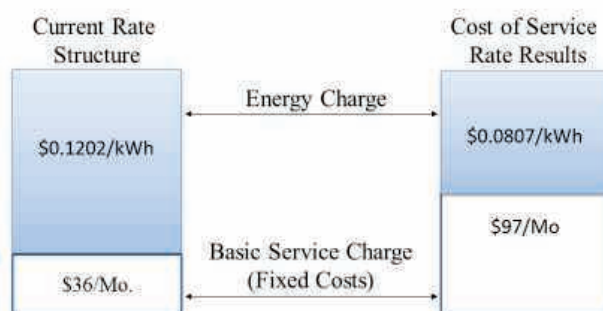 Current Rate
Structure
Cost of Service
Rate Results
Energy Charge
$0.1202/kWh
$0.0807/kWh
$97/Mo
Basic Service Charge
(Fixed Costs)
$36/Mo.